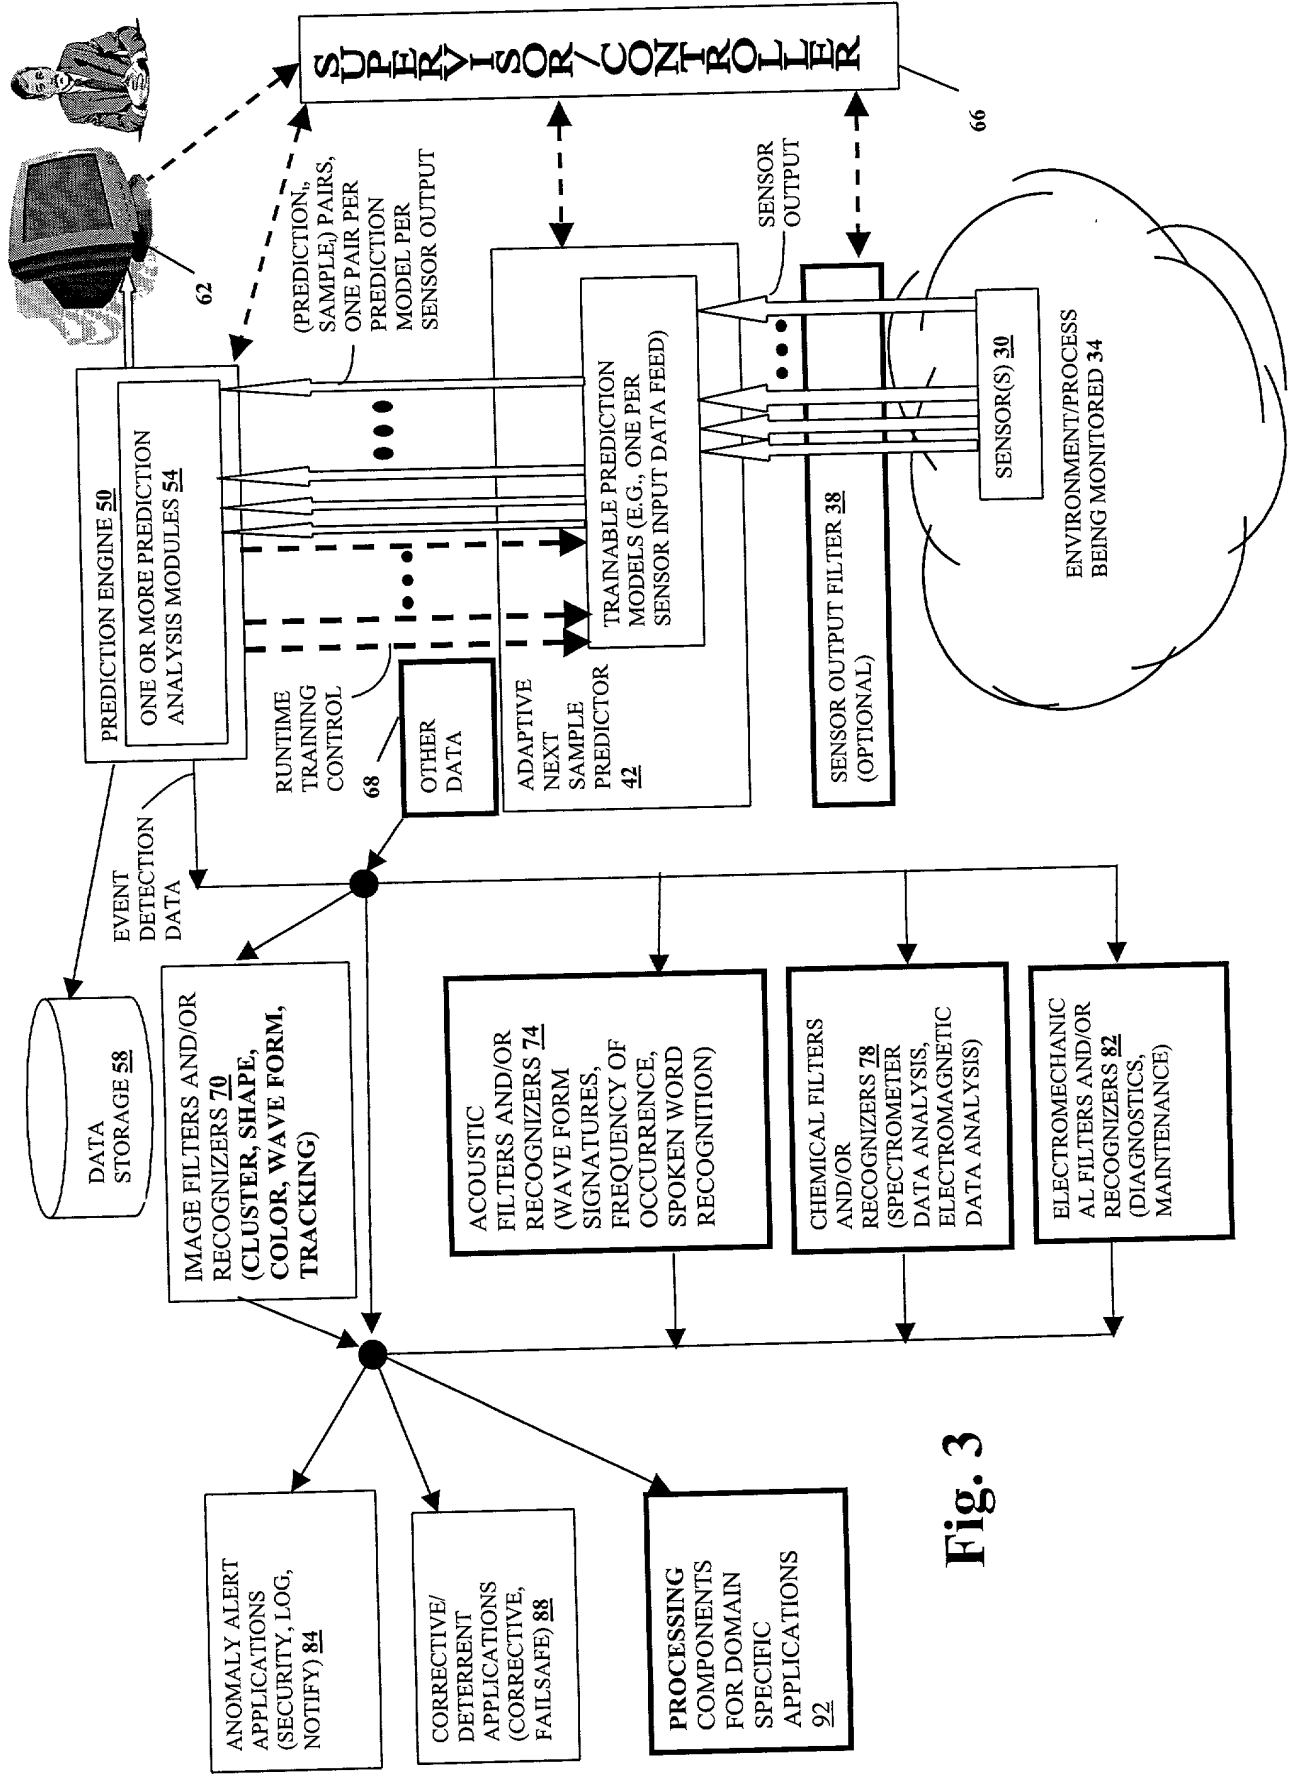 SUPERVISOR/CONTROLLER
66
62
(PREDICTIONᵢ,
SAMPLEᵢ) PAIRS,
ONE PAIR PER
PREDICTION
MODEL PER
SENSOR OUTPUT
SENSOR
OUTPUT
PREDICTION ENGINE 50
ONE OR MORE PREDICTION
ANALYSIS MODULES 54
TRAINABLE PREDICTION
MODELS (E.G., ONE PER
SENSOR INPUT DATA FEED)
ADAPTIVE
NEXT
SAMPLE
PREDICTOR
42
SENSOR OUTPUT FILTER 38
(OPTIONAL)
SENSOR(S) 30
ENVIRONMENT/PROCESS
BEING MONITORED 34
RUNTIME
TRAINING
CONTROL
68
OTHER
DATA
EVENT
DETECTION
DATA
DATA
STORAGE 58
IMAGE FILTERS AND/OR
RECOGNIZERS 70
(CLUSTER, SHAPE,
COLOR, WAVE FORM,
TRACKING)
ACOUSTIC
FILTERS AND/OR
RECOGNIZERS 74
(WAVE FORM
SIGNATURES,
FREQUENCY OF
OCCURRENCE,
SPOKEN WORD
RECOGNITION)
CHEMICAL FILTERS
AND/OR
RECOGNIZERS 78
(SPECTROMETER
DATA ANALYSIS,
ELECTROMAGNETIC
DATA ANALYSIS)
ELECTROMECHANIC
AL FILTERS AND/OR
RECOGNIZERS 82
(DIAGNOSTICS,
MAINTENANCE)
ANOMALY ALERT
APPLICATIONS
(SECURITY, LOG,
NOTIFY) 84
CORRECTIVE/
DETERRENT
APPLICATIONS
(CORRECTIVE,
FAILSAFE) 88
PROCESSING
COMPONENTS
FOR DOMAIN
SPECIFIC
APPLICATIONS
92
Fig. 3